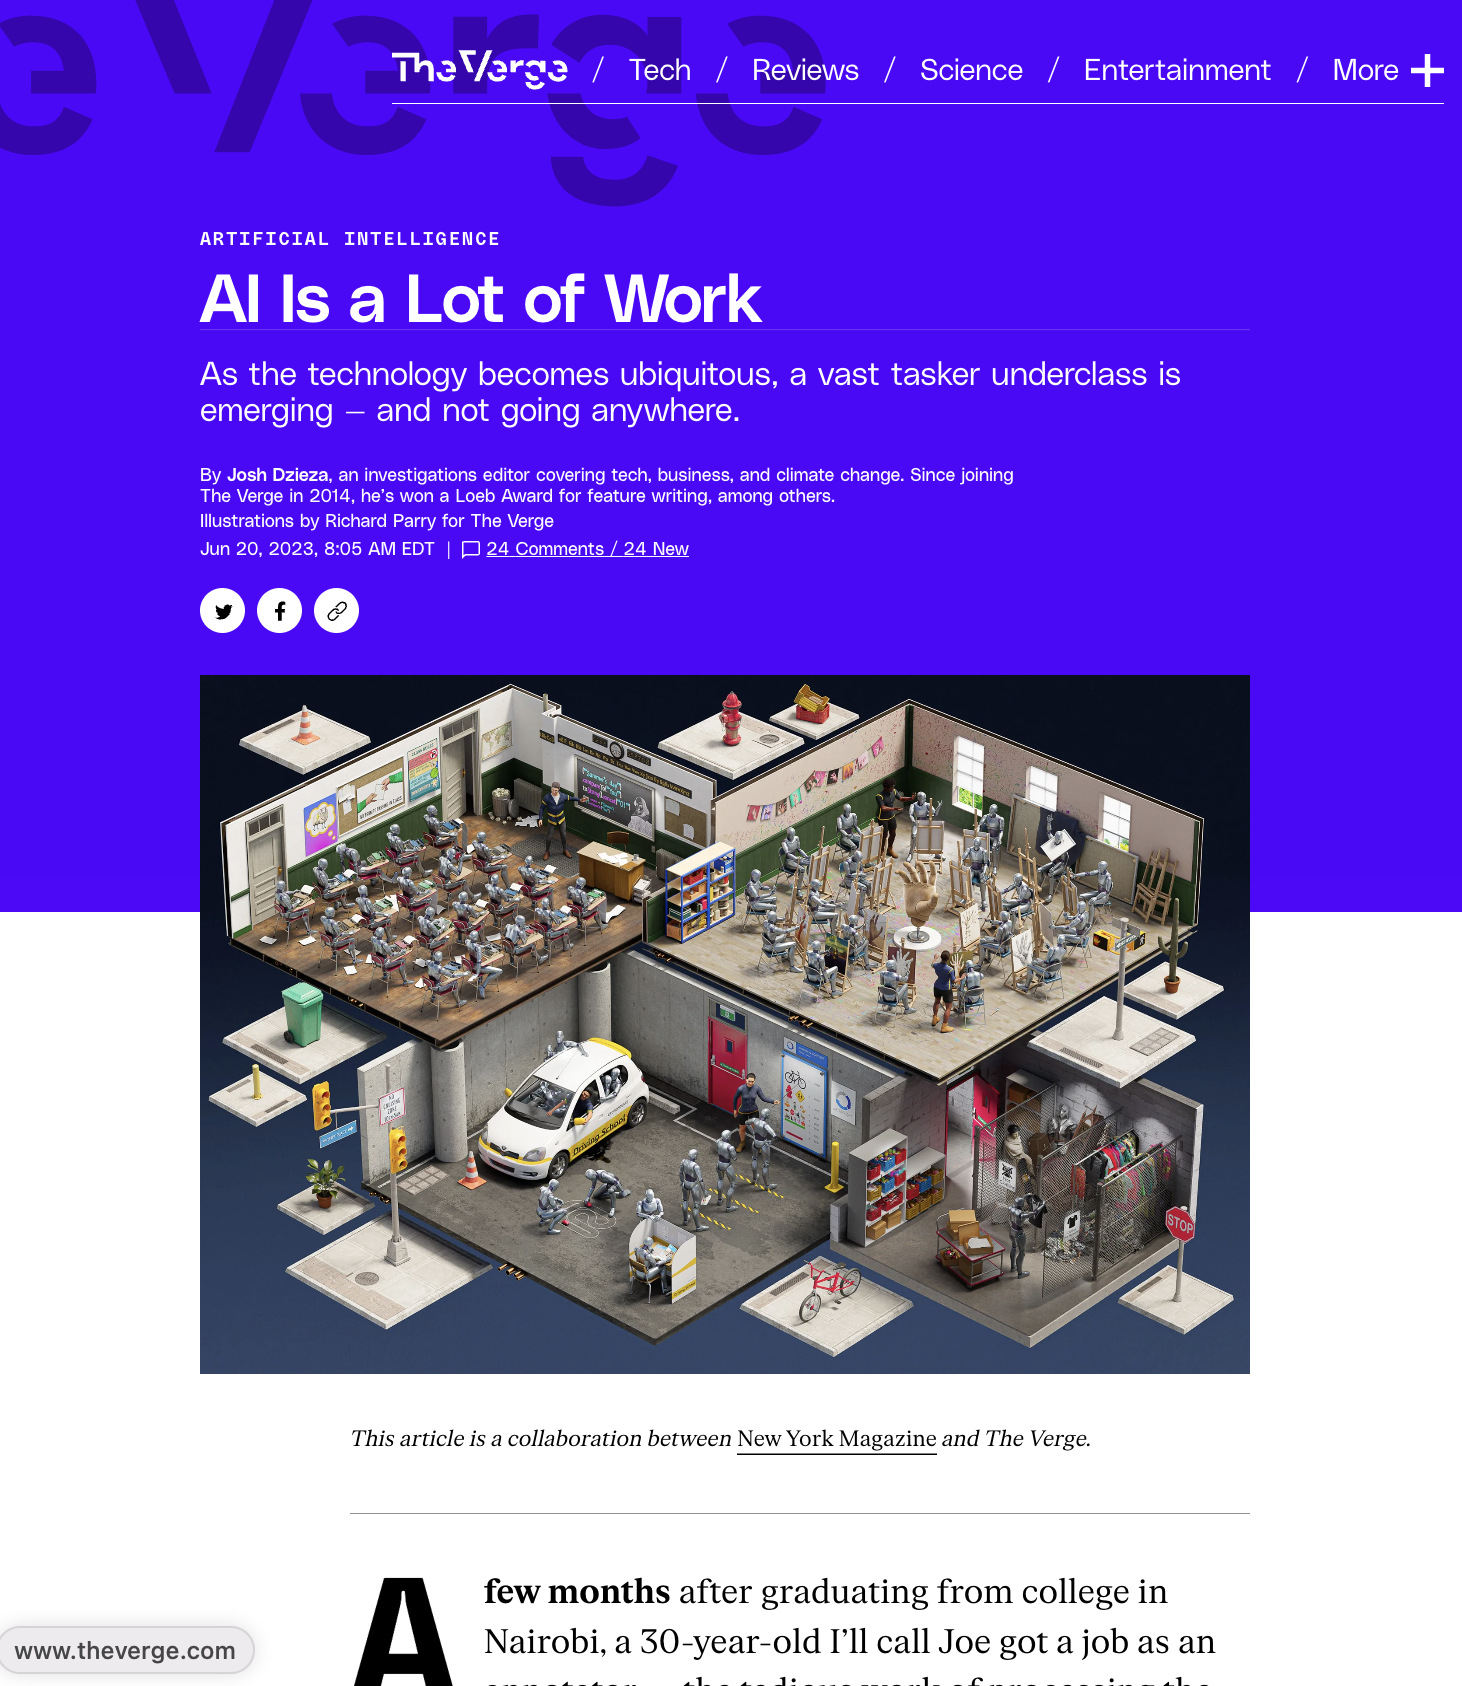 e Verge
TheVerge / Tech / Reviews / Science / Entertainment / More
ARTIFICIAL INTELLIGENCE
AI Is a Lot of Work
As the technology becomes ubiquitous, a vast tasker underclass is
emerging — and not going anywhere.
By Josh Dzieza, an investigations editor covering tech, business, and climate change. Since joining
The Verge in 2014, he’s won a Loeb Award for feature writing, among others.
Illustrations by Richard Parry for The Verge
Jun 20, 2023, 8:05 AM EDT | 24 Comments / 24 New
Driving School
STOP
This article is a collaboration between New York Magazine and The Verge.
A few months after graduating from college in
Nairobi, a 30-year-old I’ll call Joe got a job as an
www.theverge.com